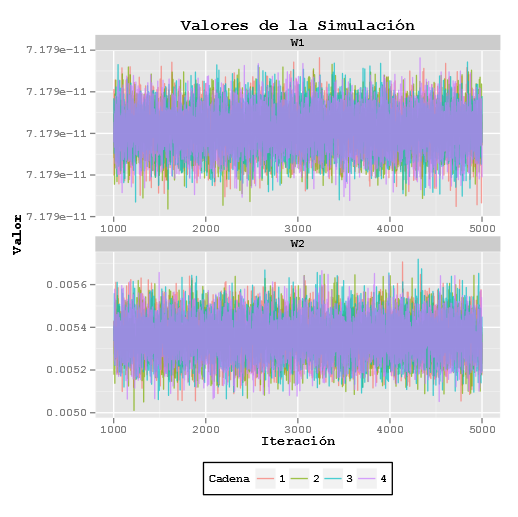 Valores de la Simulación
W1
7.179e-11
7.179e-11
7.179e-11
7.179e-11
7.179e-11
1000 2000 3000 4000 5000
Valor
W2
0.0056
0.0054
0.0052
0.0050
1000 2000 3000 4000 5000
Iteración
Cadena 1 2 3 4